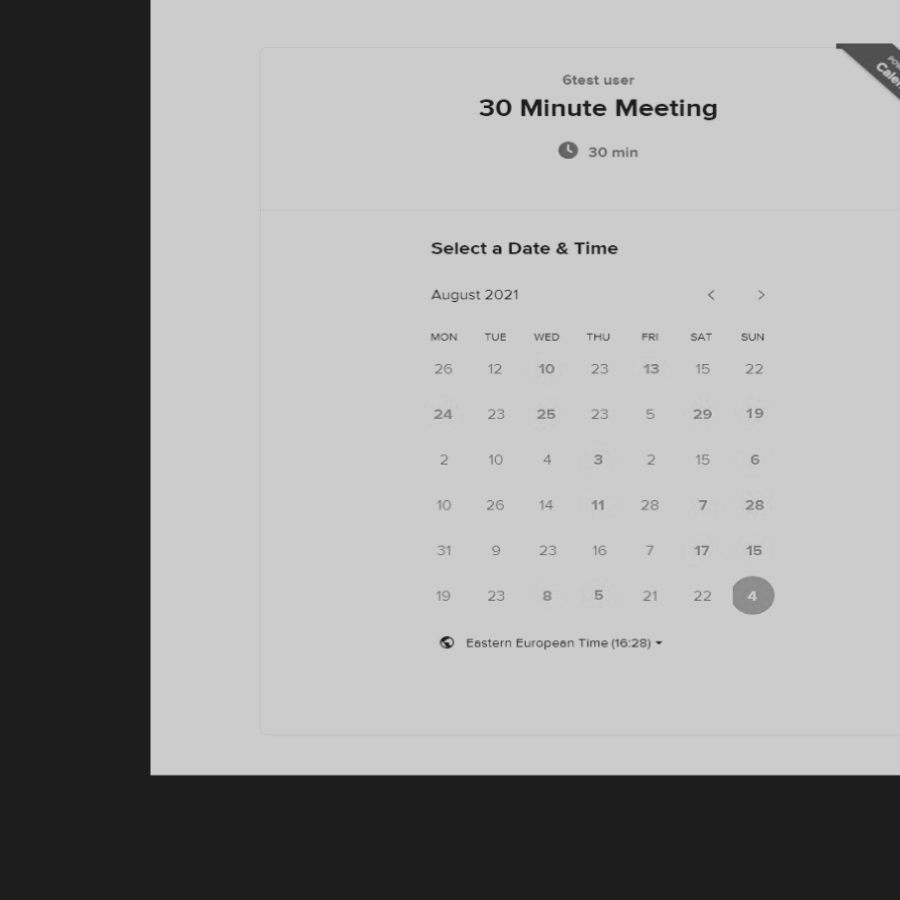 6test user
30 Minute Meeting
30 min
Select a Date & Time
August 2021
MON TUE WED THU FRI SAT SUN
26 12 10 23 13 15 22
24 23 25 23 5 29 19
2 10 4 3 2 15 6
10 26 14 11 28 7 28
31 9 23 16 7 17 15
19 23 8 5 21 22 4
Eastern European Time (16:28)